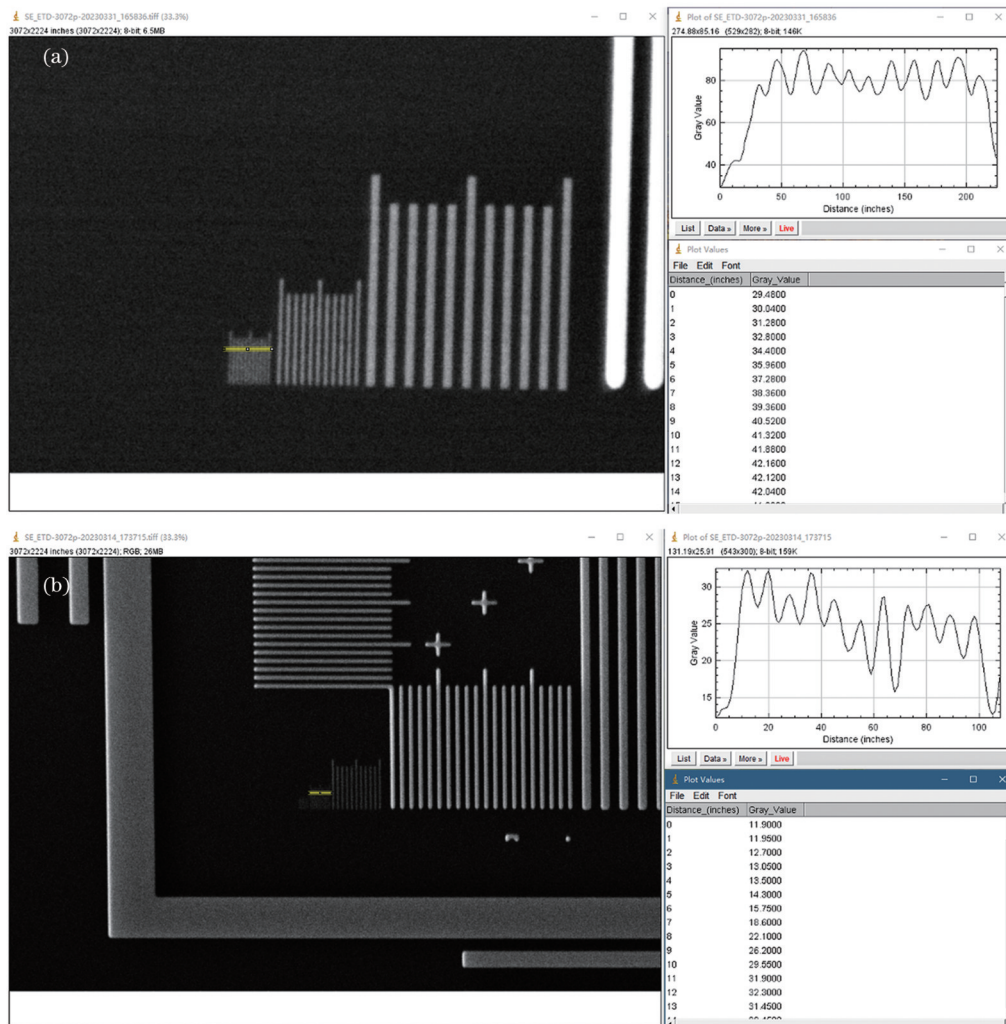 SE_ETD-3072p-20230331_165836.tiff (33.3%)
3072x2224 inches (3072x2224); 8-bit; 6.5MB
(a)
Plot of SE_ETD-3072p-20230331_165836
274.88x85.16 (529x282); 8-bit; 146K
80
60
40
Gray Value
0
50
100
150
200
Distance (inches)
List Data » More » Live
Plot Values
File Edit Font
Distance_(inches) Gray_Value
0 29.4800
1 30.0400
2 31.2800
3 32.8000
4 34.4000
5 35.9600
6 37.2800
7 38.3600
8 39.3600
9 40.5200
10 41.3200
11 41.8800
12 42.1600
13 42.1200
14 42.0400
SE_ETD-3072p-20230314_173715.tiff (33.3%)
3072x2224 inches (3072x2224); RGB; 26MB
(b)
Plot of SE_ETD-3072p-20230314_173715
131.19x25.91 (543x300); 8-bit; 159K
30
25
20
15
Gray Value
0
20
40
60
80
100
Distance (inches)
List Data » More » Live
Plot Values
File Edit Font
Distance_(inches) Gray_Value
0 11.9000
1 11.9500
2 12.7000
3 13.0500
4 13.5000
5 14.3000
6 15.7500
7 18.6000
8 22.1000
9 26.2000
10 29.5500
11 31.9000
12 32.3000
13 31.4500